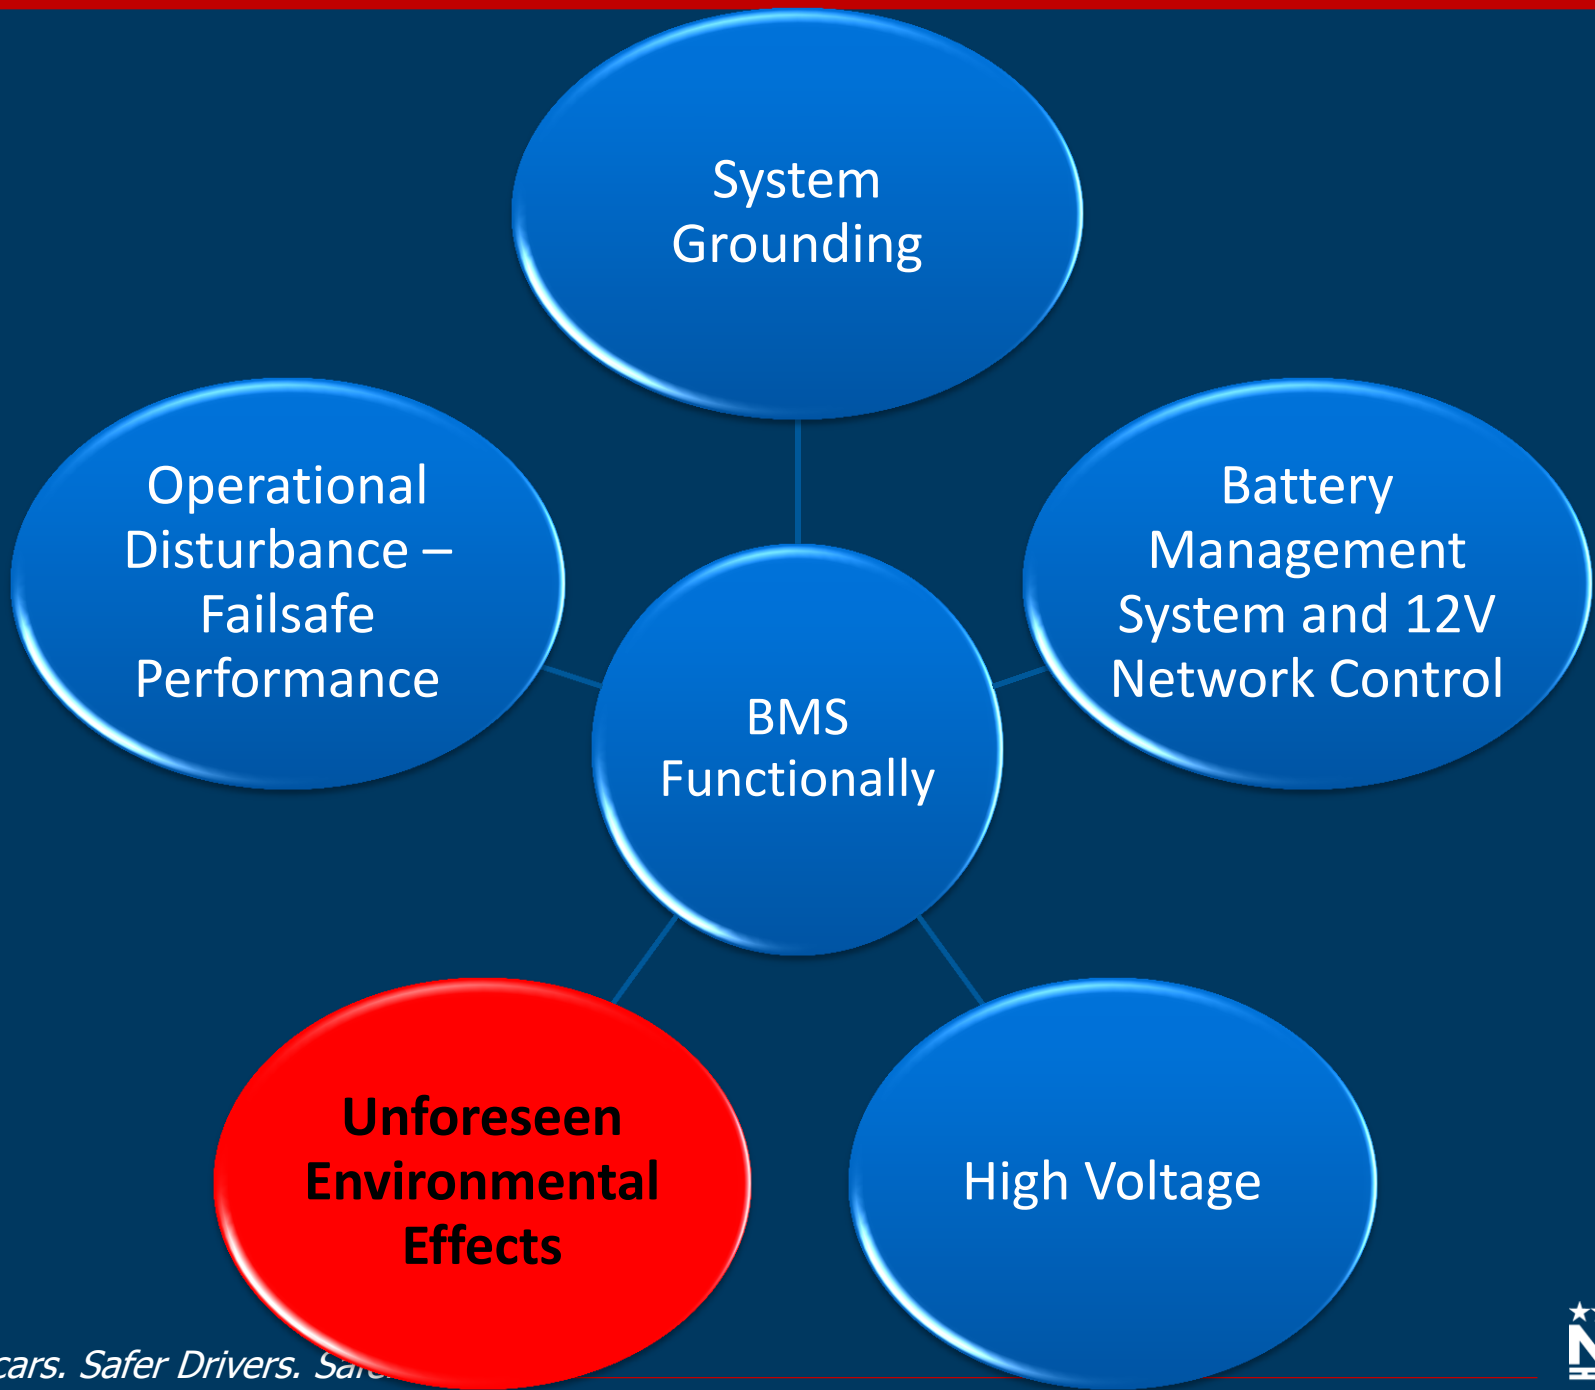 System
Grounding
Operational
Disturbance –
Failsafe
Performance
Battery
Management
System and 12V
Network Control
BMS
Functionally
Unforeseen
Environmental
Effects
High Voltage
cars. Safer Drivers.